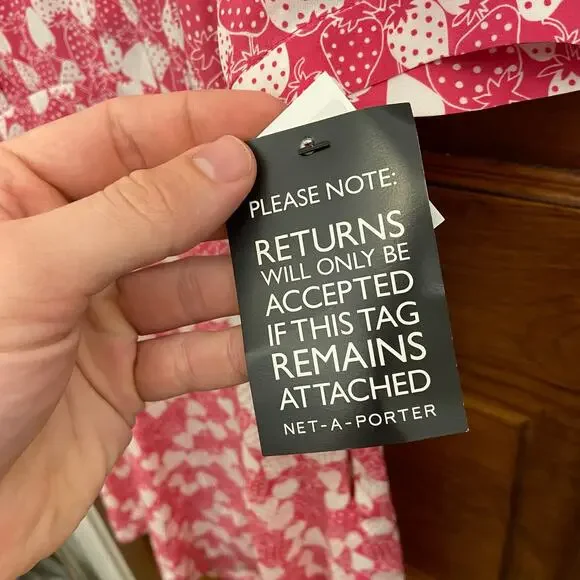 PLEASE NOTE:
RETURNS
WILL ONLY BE
ACCEPTED
IF THIS TAG
REMAINS
ATTACHED
NET-A-PORTER